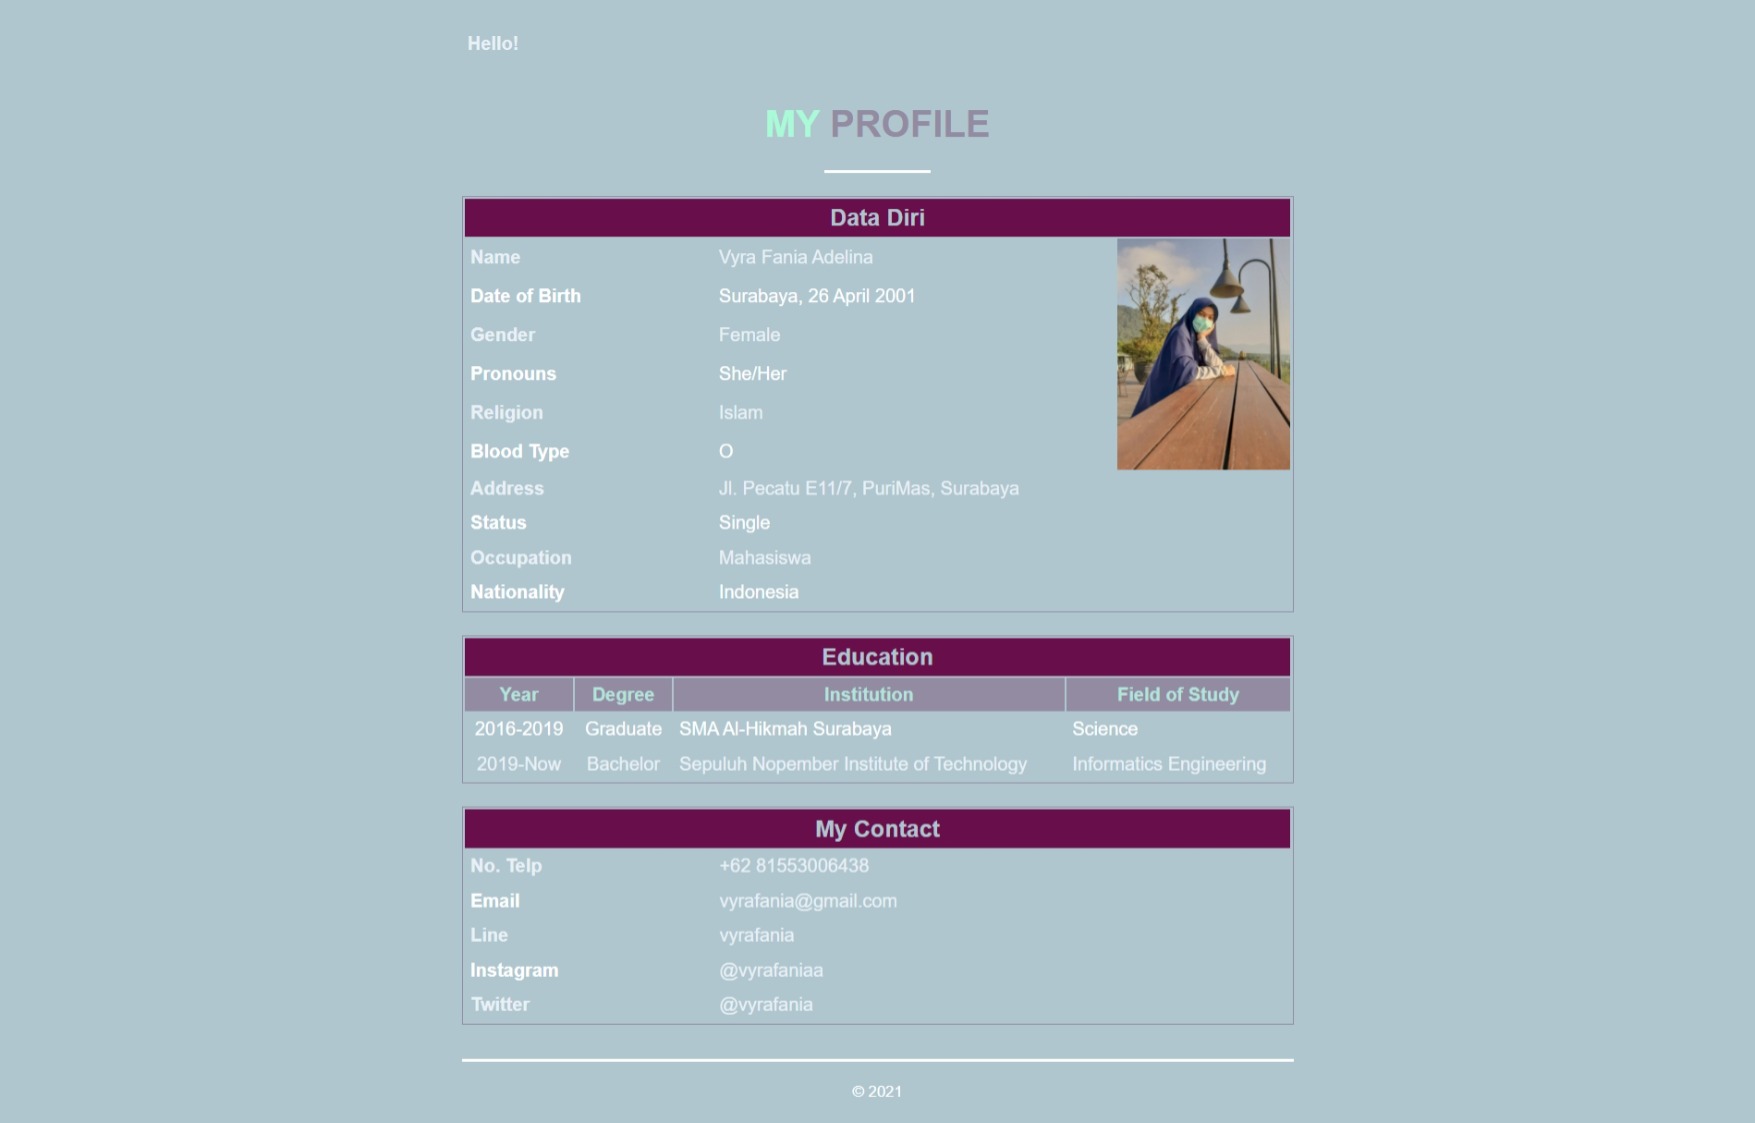 Hello!
MY PROFILE
Data Diri
Name Vyra Fania Adelina
Date of Birth Surabaya, 26 April 2001
Gender Female
Pronouns She/Her
Religion Islam
Blood Type O
Address Jl. Pecatu E11/7, PuriMas, Surabaya
Status Single
Occupation Mahasiswa
Nationality Indonesia
Education
Year Degree Institution Field of Study
2016-2019 Graduate SMA Al-Hikmah Surabaya Science
2019-Now Bachelor Sepuluh Nopember Institute of Technology Informatics Engineering
My Contact
No. Telp +62 81553006438
Email vyrafania@gmail.com
Line vyrafania
Instagram @vyrafaniaa
Twitter @vyrafania
© 2021